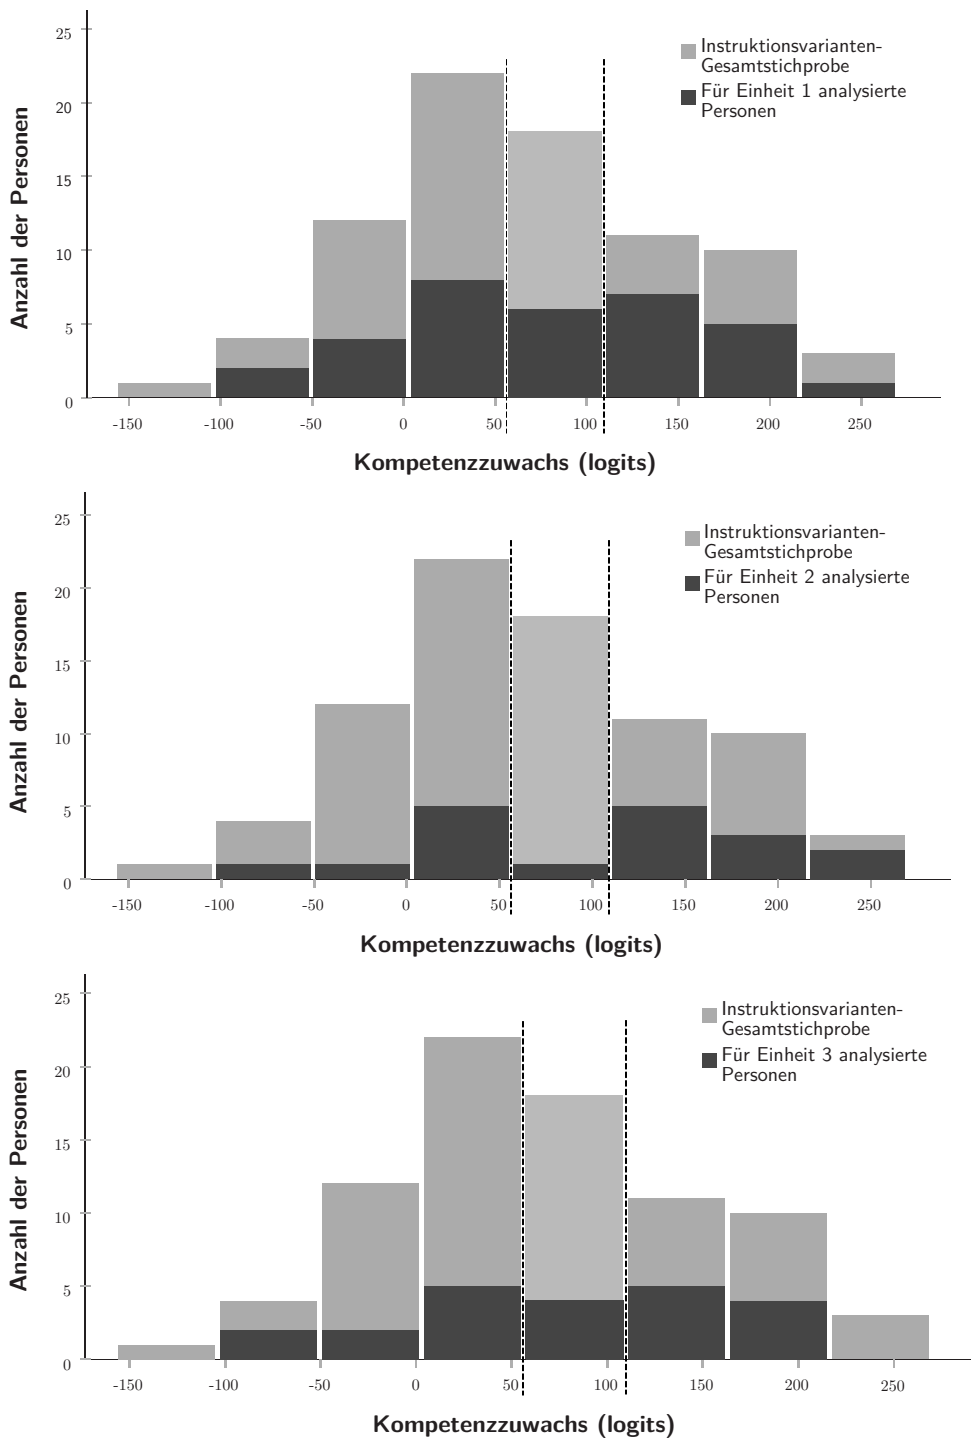 Anzahl der Personen
25
20
15
10
5
0
Instruktionsvarianten-
Gesamtstichprobe
Für Einheit 1 analysierte
Personen
-150 -100 -50 0 50 100 150 200 250
Kompetenzzuwachs (logits)
Anzahl der Personen
25
20
15
10
5
0
Instruktionsvarianten-
Gesamtstichprobe
Für Einheit 2 analysierte
Personen
-150 -100 -50 0 50 100 150 200 250
Kompetenzzuwachs (logits)
Anzahl der Personen
25
20
15
10
5
0
Instruktionsvarianten-
Gesamtstichprobe
Für Einheit 3 analysierte
Personen
-150 -100 -50 0 50 100 150 200 250
Kompetenzzuwachs (logits)